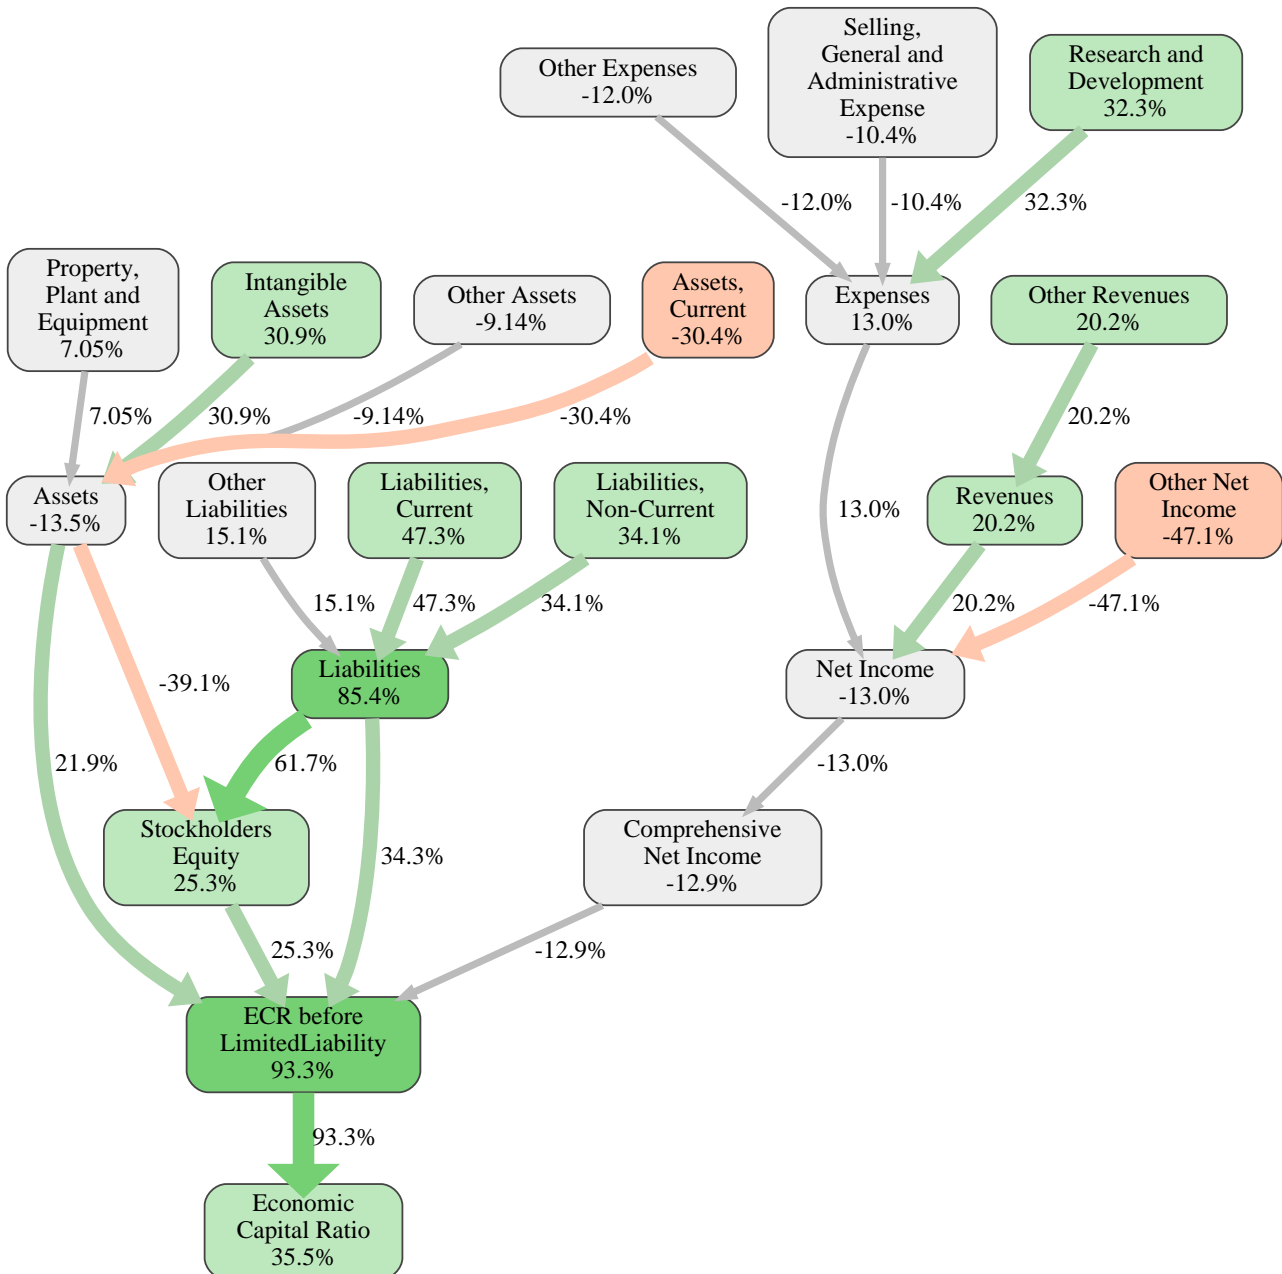 Selling,
General and
Administrative
Expense
-10.4%
Other Expenses
-12.0%
Research and
Development
32.3%
-12.0%
-10.4%
32.3%
Property,
Plant and
Equipment
7.05%
Intangible
Assets
30.9%
Other Assets
-9.14%
Assets,
Current
-30.4%
Expenses
13.0%
Other Revenues
20.2%
7.05%
30.9%
-9.14%
-30.4%
20.2%
Assets
-13.5%
Other
Liabilities
15.1%
Liabilities,
Current
47.3%
Liabilities,
Non-Current
34.1%
13.0%
Revenues
20.2%
Other Net
Income
-47.1%
15.1%
47.3%
34.1%
20.2%
-47.1%
-39.1%
Liabilities
85.4%
Net Income
-13.0%
21.9%
61.7%
-13.0%
Stockholders
Equity
25.3%
34.3%
Comprehensive
Net Income
-12.9%
25.3%
-12.9%
ECR before
LimitedLiability
93.3%
93.3%
Economic
Capital Ratio
35.5%